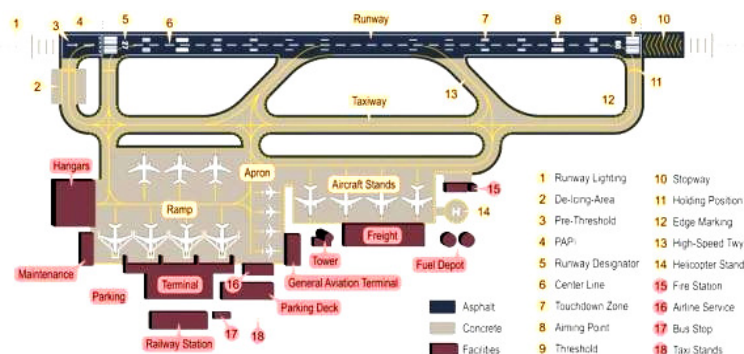 1
3
4
5
6
Runway
7
8
9
10
27
09
2
13
12
11
Taxiway
Hangars
Apron
Aircraft Stands
15
Ramp
H
14
Maintenance
Terminal
16
Tower
Freight
Fuel Depot
General Aviation Terminal
Parking
Parking Deck
Railway Station
17
18
Asphalt
Concrete
Facilities
1 Runway Lighting
2 De-Icing-Area
3 Pre-Threshold
4 PAPI
5 Runway Designator
6 Center Line
7 Touchdown Zone
8 Aiming Point
9 Threshold
10 Stopway
11 Holding Position
12 Edge Marking
13 High-Speed Twy
14 Helicopter Stand
15 Fire Station
16 Airline Service
17 Bus Stop
18 Taxi Stands